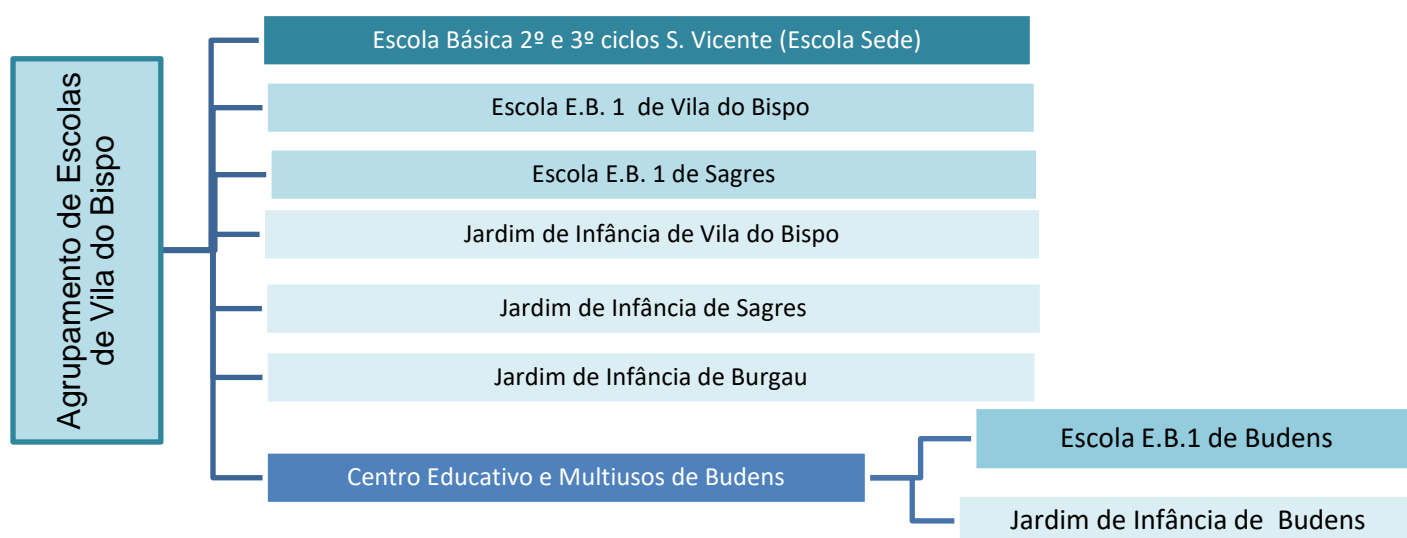 Agrupamento de Escolas
de Vila do Bispo
Escola Básica 2º e 3º ciclos S. Vicente (Escola Sede)
Escola E.B. 1 de Vila do Bispo
Escola E.B. 1 de Sagres
Jardim de Infância de Vila do Bispo
Jardim de Infância de Sagres
Jardim de Infância de Burgau
Centro Educativo e Multiusos de Budens
Escola E.B.1 de Budens
Jardim de Infância de Budens